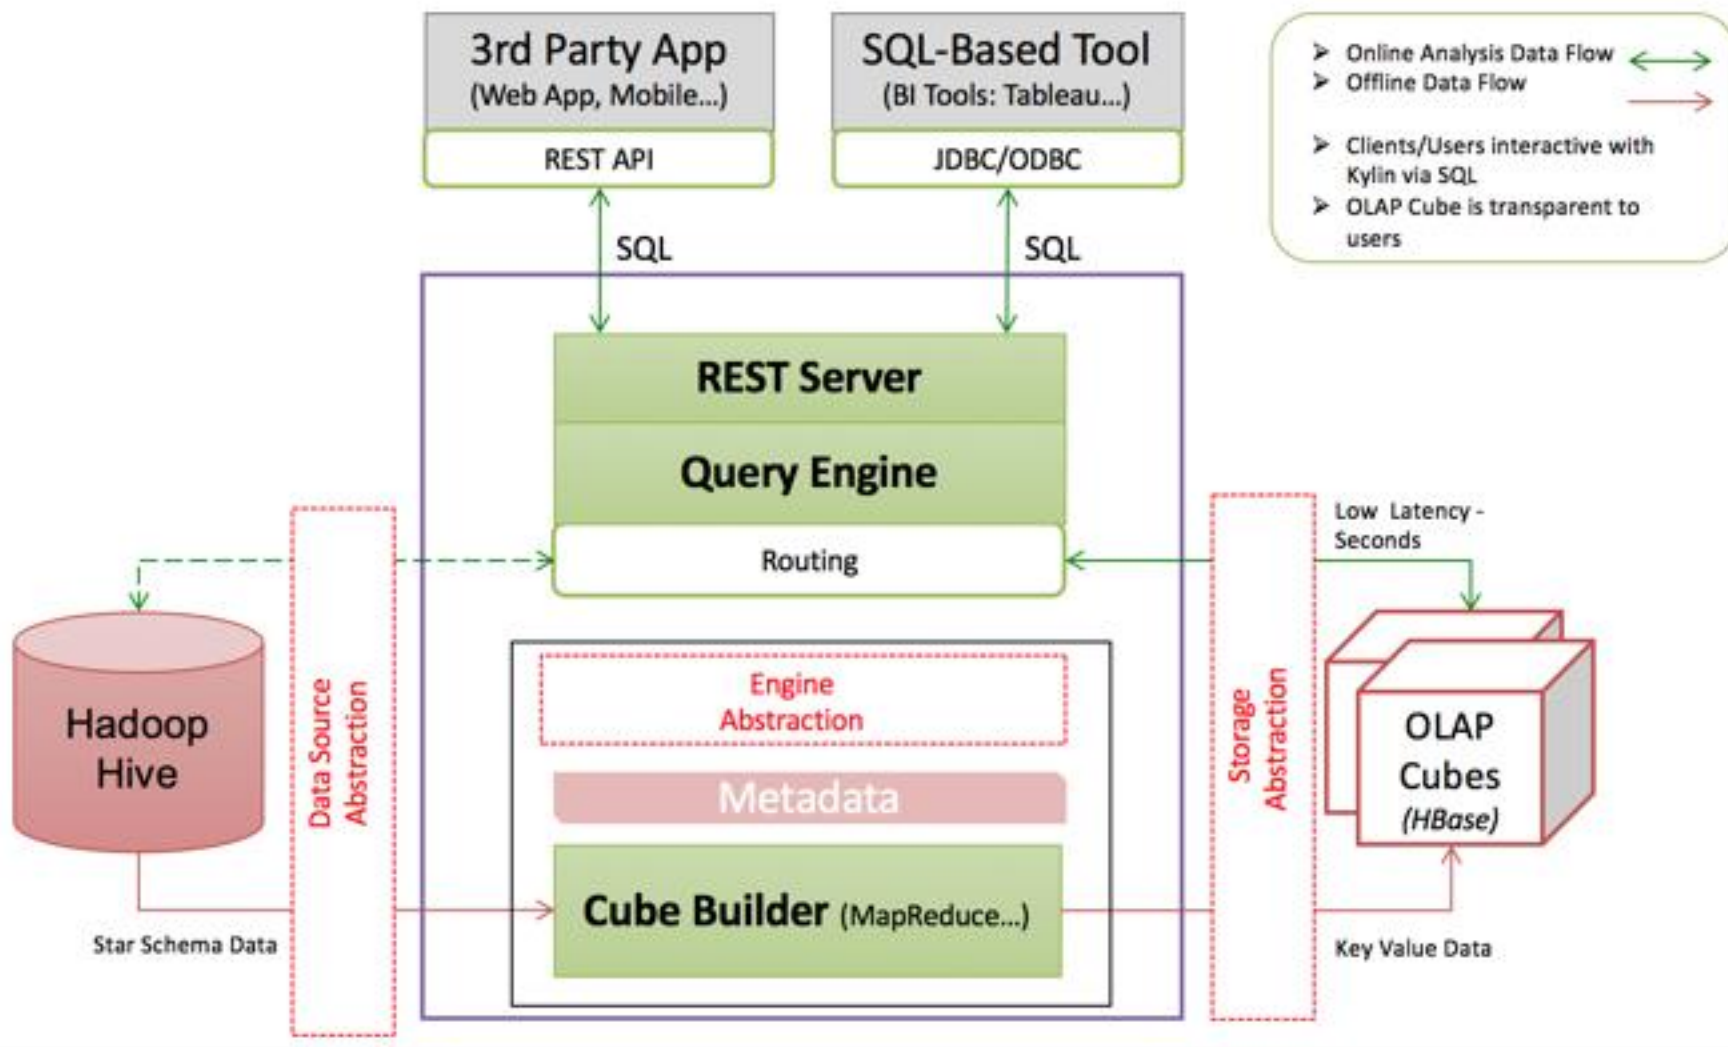 3rd Party App
(Web App, Mobile...)
REST API
SQL-Based Tool
(BI Tools: Tableau...)
JDBC/ODBC
➢ Online Analysis Data Flow
➢ Offline Data Flow
➢ Clients/Users interactive with
Kylin via SQL
➢ OLAP Cube is transparent to
users
SQL
SQL
REST Server
Query Engine
Routing
Low Latency -
Seconds
Hadoop
Hive
Data Source
Abstraction
Engine
Abstraction
Metadata
Cube Builder (MapReduce...)
Storage
Abstraction
OLAP
Cubes
(HBase)
Star Schema Data
Key Value Data